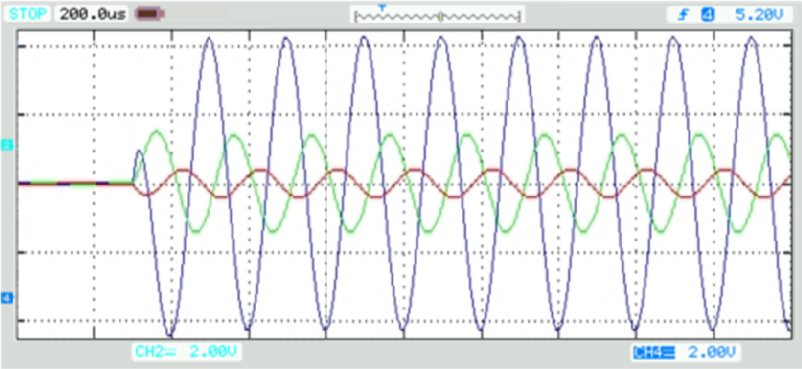 STOP 200.0us T 4 5.20V
2
4
CH2 2.00V CH4 2.00V